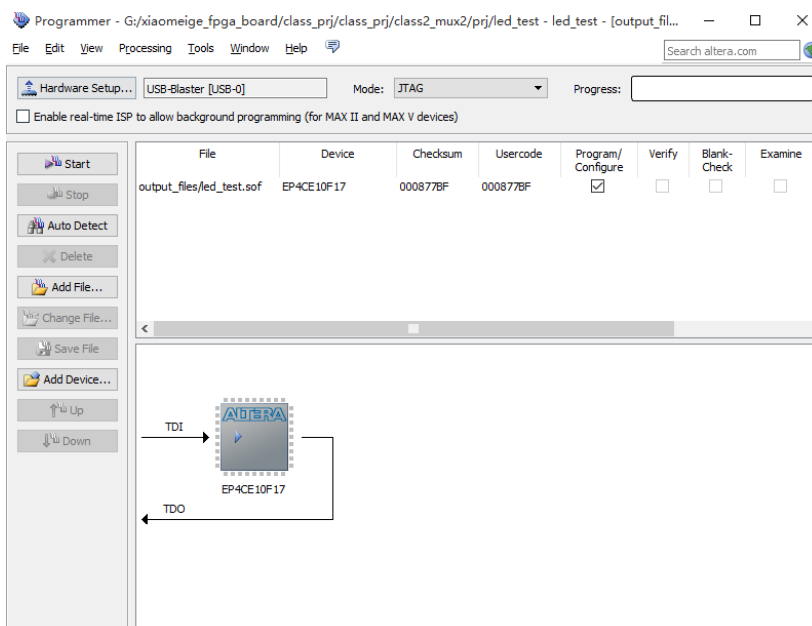 Programmer - G:/xiaomeige_fpga_board/class_prj/class_prj/class2_mux2/prj/led_test - led_test - [output_fil...
File Edit View Processing Tools Window Help
Search altera.com
Hardware Setup... USB-Blaster [USB-0] Mode: JTAG Progress:
Enable real-time ISP to allow background programming (for MAX II and MAX V devices)
Start
Stop
Auto Detect
Delete
Add File...
Change File...
Save File
Add Device...
Up
Down
File Device Checksum Usercode Program/ Verify Blank- Examine
Configure Check
output_files/led_test.sof EP4CE10F17 000877BF 000877BF
TDI
ALTERA
EP4CE10F17
TDO